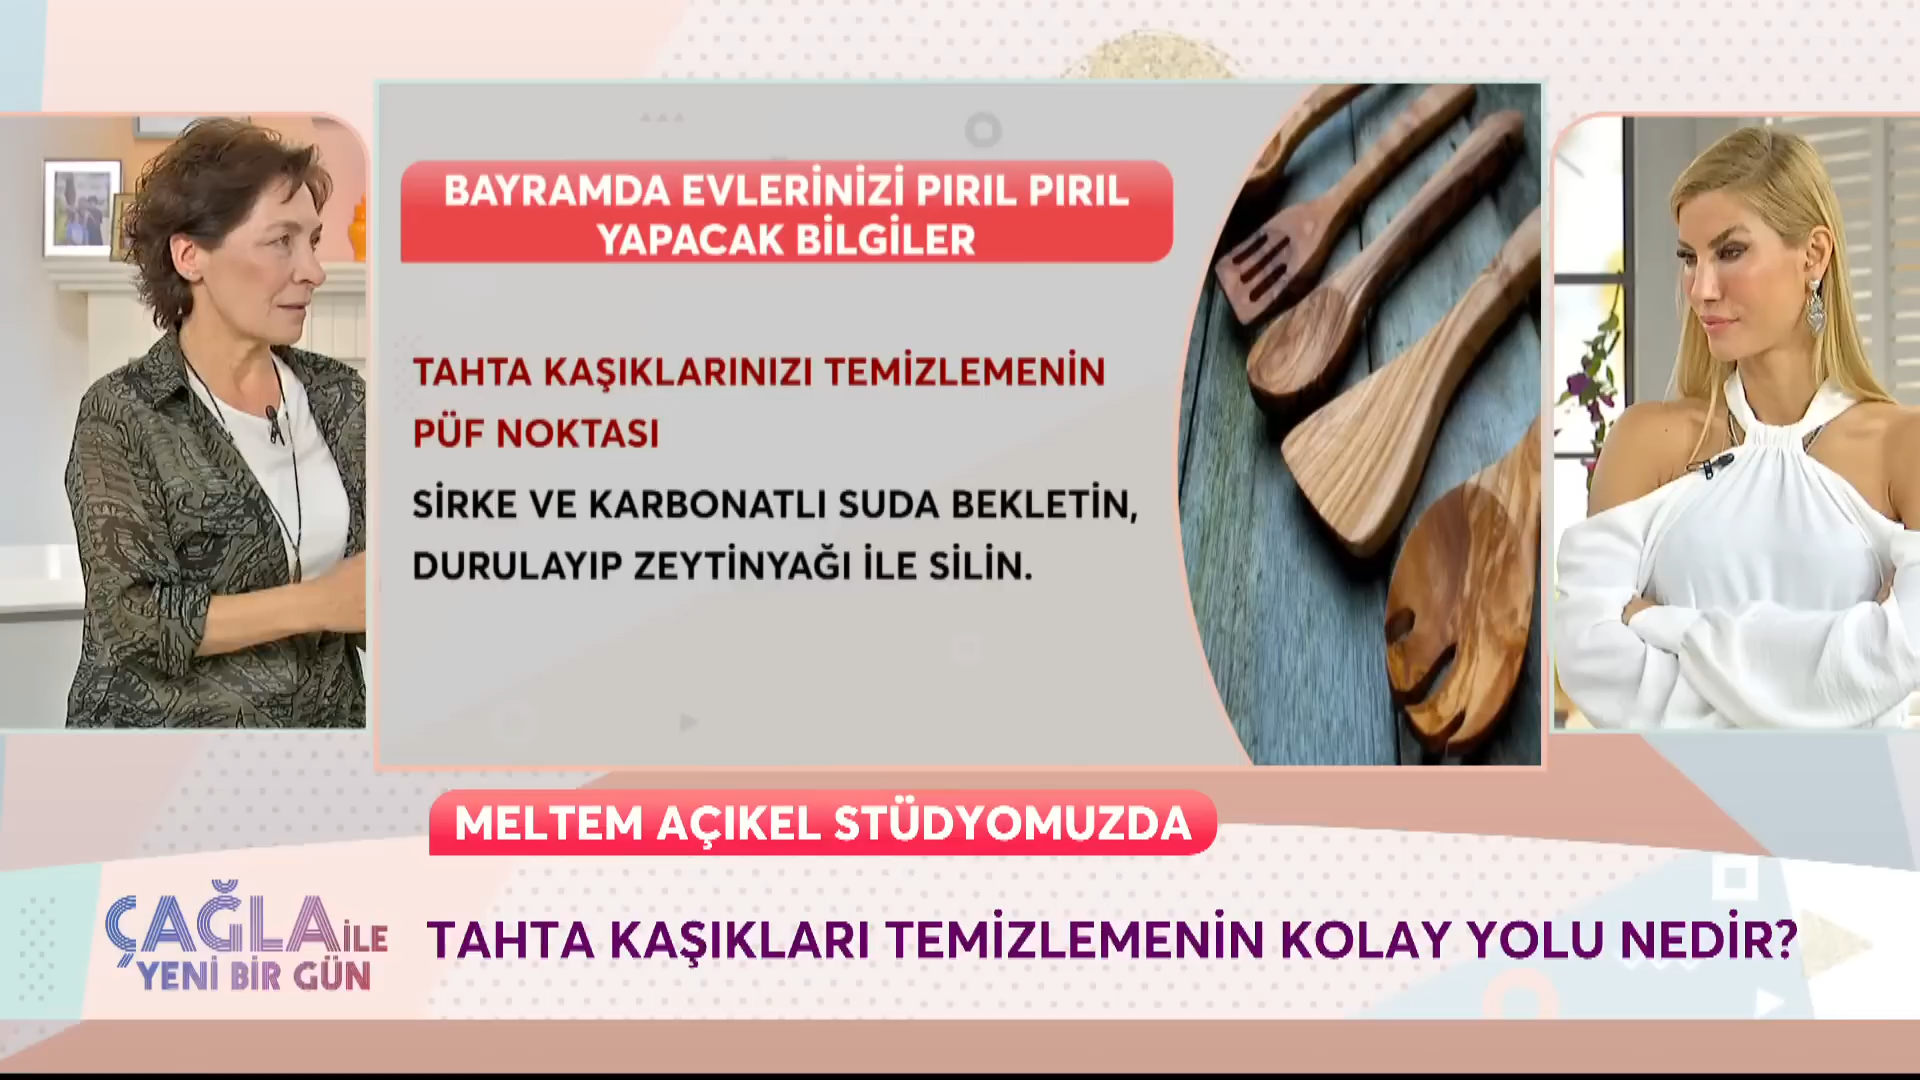 BAYRAMDA EVLERİNİZİ PIRIL PIRIL
YAPACAK BİLGİLER
TAHTA KAŞIKLARINIZI TEMİZLEMENİN
PÜF NOKTASI
SİRKE VE KARBONATLI SUDA BEKLETİN,
DURULAYIP ZEYTİNYAĞI İLE SİLİN.
MELTEM AÇIKEL STÜDYOMUZDA
ÇAĞLA İLE
YENİ BİR GÜN
TAHTA KAŞIKLARI TEMİZLEMENİN KOLAY YOLU NEDİR?